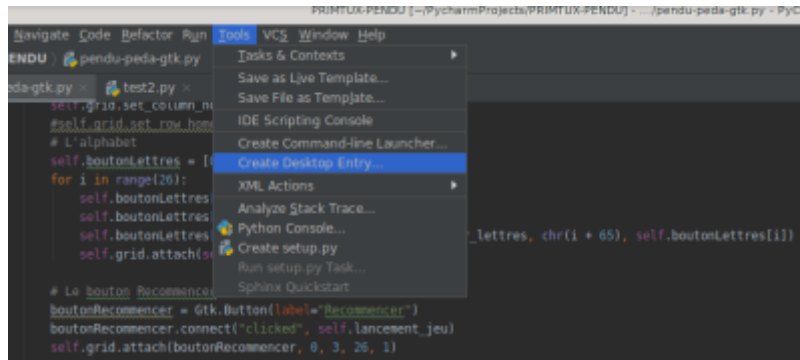 PRIMTUX-PENDU [~/PycharmProjects/PRIMTUX-PENDU] - .../pendu-peda-gtk.py - PyC
Navigate Code Refactor Run Tools VCS Window Help
ENDU pendu-peda-gtk.py
eda-gtk.py test2.py
Tasks & Contexts
Save as Live Template...
Save File as Template...
IDE Scripting Console
Create Command-line Launcher...
Create Desktop Entry...
XML Actions
Analyze Stack Trace...
Python Console...
Create setup.py
Run setup.py Task...
Sphinx Quickstart
self.grid.set_column_h
#self.grid.set_row_home
# L'alphabet
self.boutonLettres = [
for i in range(26):
self.boutonLettres
self.boutonLettres
self.boutonLettres _lettres, chr(i + 65), self.boutonLettres[i])
self.grid.attach(s
# Le bouton Recommencer
boutonRecommencer = Gtk.Button(label="Recommencer")
boutonRecommencer.connect("clicked", self.lancement_jeu)
self.grid.attach(boutonRecommencer, 0, 3, 26, 1)